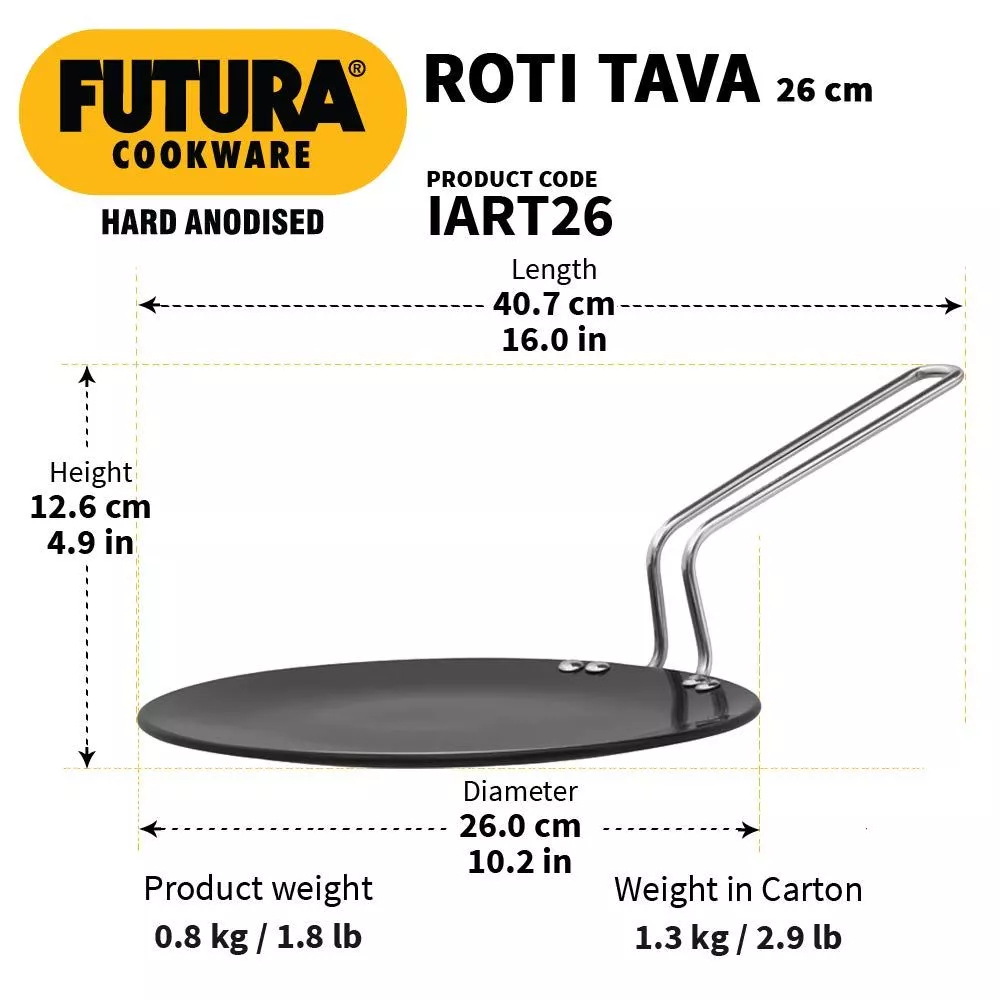 FUTURA®
COOKWARE
HARD ANODISED
ROTI TAVA 26 cm
PRODUCT CODE
IART26
Length
40.7 cm
16.0 in
Height
12.6 cm
4.9 in
Diameter
26.0 cm
10.2 in
Product weight
0.8 kg / 1.8 lb
Weight in Carton
1.3 kg / 2.9 lb